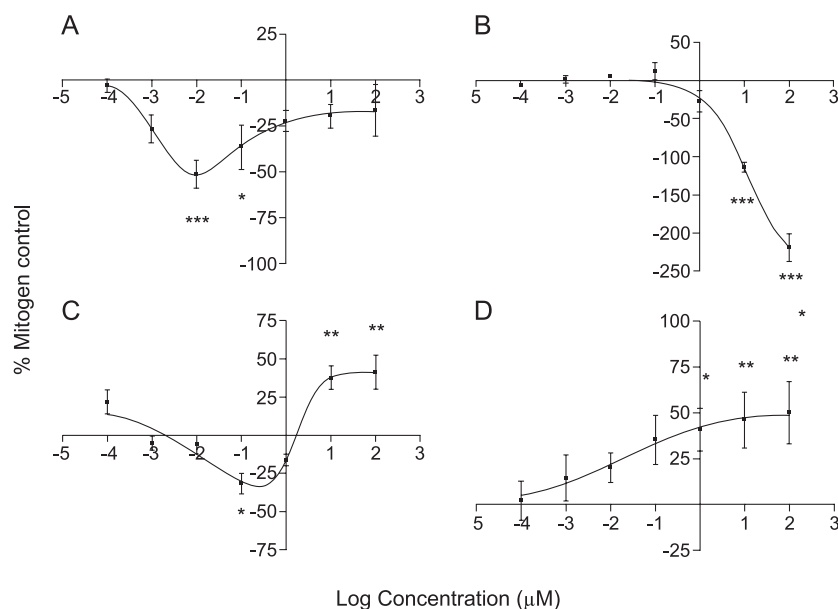 A
25
-5 -4 -3 -2 -1 1 2 3
-25
-50
*
***
-75
-100
B
50
-5 -4 -3 -2 -1 1 2 3
-50
-100
-150
***
-200
-250
***
*
% Mitogen control
C
75
** **
50
25
-5 -4 -3 -2 -1 1 2 3
-25
*
-50
-75
D
100
75
* ** **
50
25
5 -4 -3 -2 -1 1 2 3
-25
Log Concentration (μM)